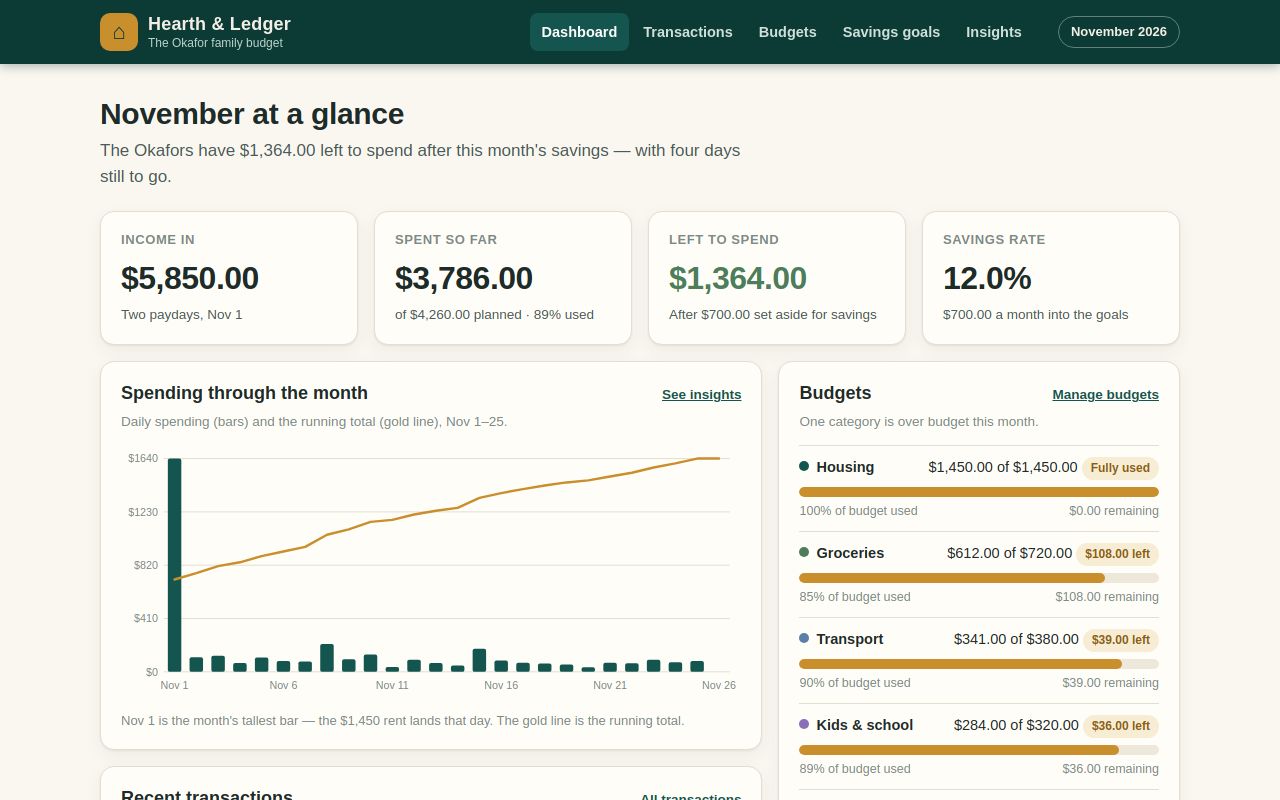 Hearth & Ledger
The Okafor family budget
Dashboard
Transactions
Budgets
Savings goals
Insights
November 2026
November at a glance
The Okafors have $1,364.00 left to spend after this month's savings — with four days
still to go.
INCOME IN
$5,850.00
Two paydays, Nov 1
SPENT SO FAR
$3,786.00
of $4,260.00 planned · 89% used
LEFT TO SPEND
$1,364.00
After $700.00 set aside for savings
SAVINGS RATE
12.0%
$700.00 a month into the goals
Spending through the month
See insights
Daily spending (bars) and the running total (gold line), Nov 1–25.
$1640
$1230
$820
$410
$0
Nov 1
Nov 6
Nov 11
Nov 16
Nov 21
Nov 26
Nov 1 is the month's tallest bar — the $1,450 rent lands that day. The gold line is the running total.
Budgets
Manage budgets
One category is over budget this month.
Housing
$1,450.00 of $1,450.00
Fully used
100% of budget used
$0.00 remaining
Groceries
$612.00 of $720.00
$108.00 left
85% of budget used
$108.00 remaining
Transport
$341.00 of $380.00
$39.00 left
90% of budget used
$39.00 remaining
Kids & school
$284.00 of $320.00
$36.00 left
89% of budget used
$36.00 remaining
Recent transactions
All transactions